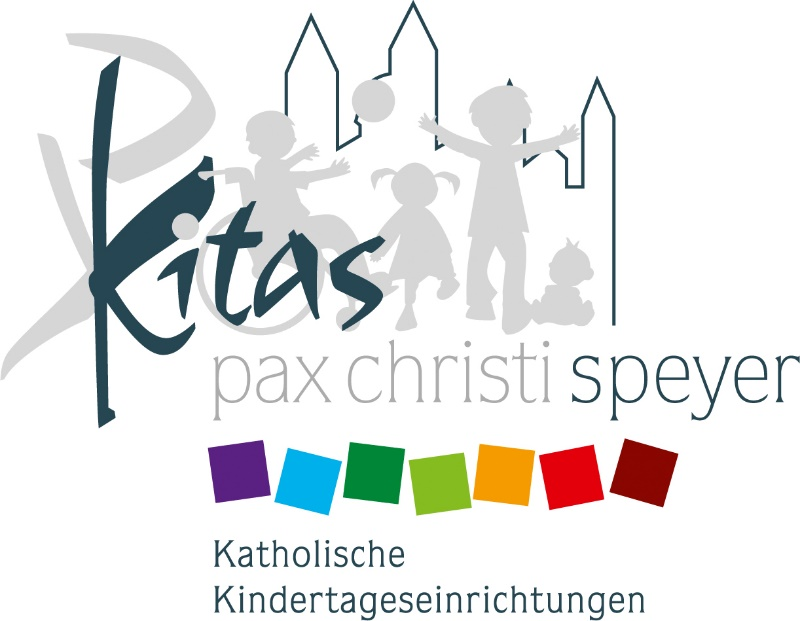 Kitas
pax christi speyer
Katholische
Kindertageseinrichtungen